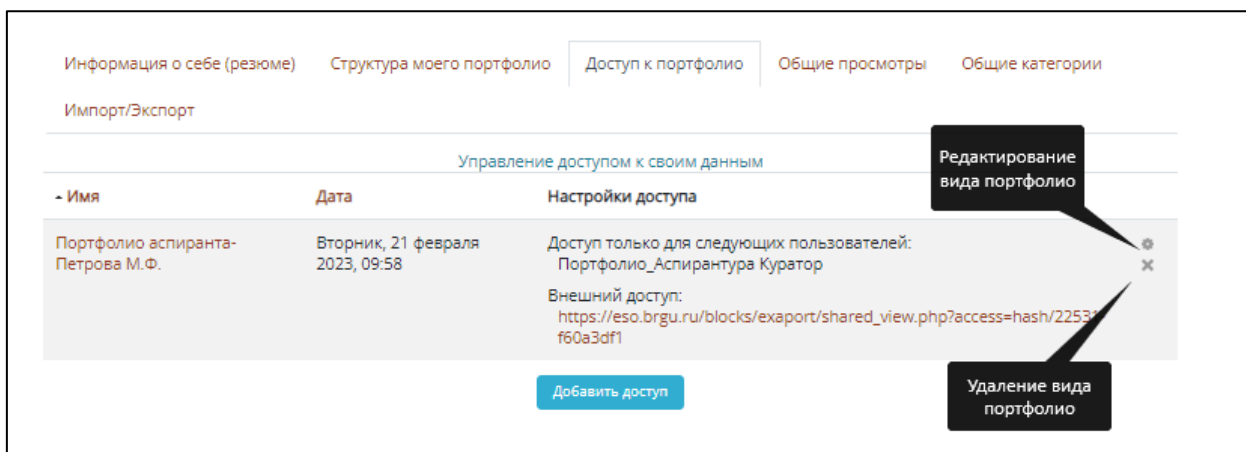 Информация о себе (резюме) Структура моего портфолио Доступ к портфолио Общие просмотры Общие категории
Импорт/Экспорт
Управление доступом к своим данным
Имя Дата Настройки доступа
Портфолио аспиранта-
Петрова М.Ф.
Вторник, 21 февраля
2023, 09:58
Доступ только для следующих пользователей:
Портфолио_Аспирантура Куратор
Внешний доступ:
https://eso.brgu.ru/blocks/exaport/shared_view.php?access=hash/22531
f60a3df1
Редактирование
вида портфолио
Удаление вида
портфолио
Добавить доступ